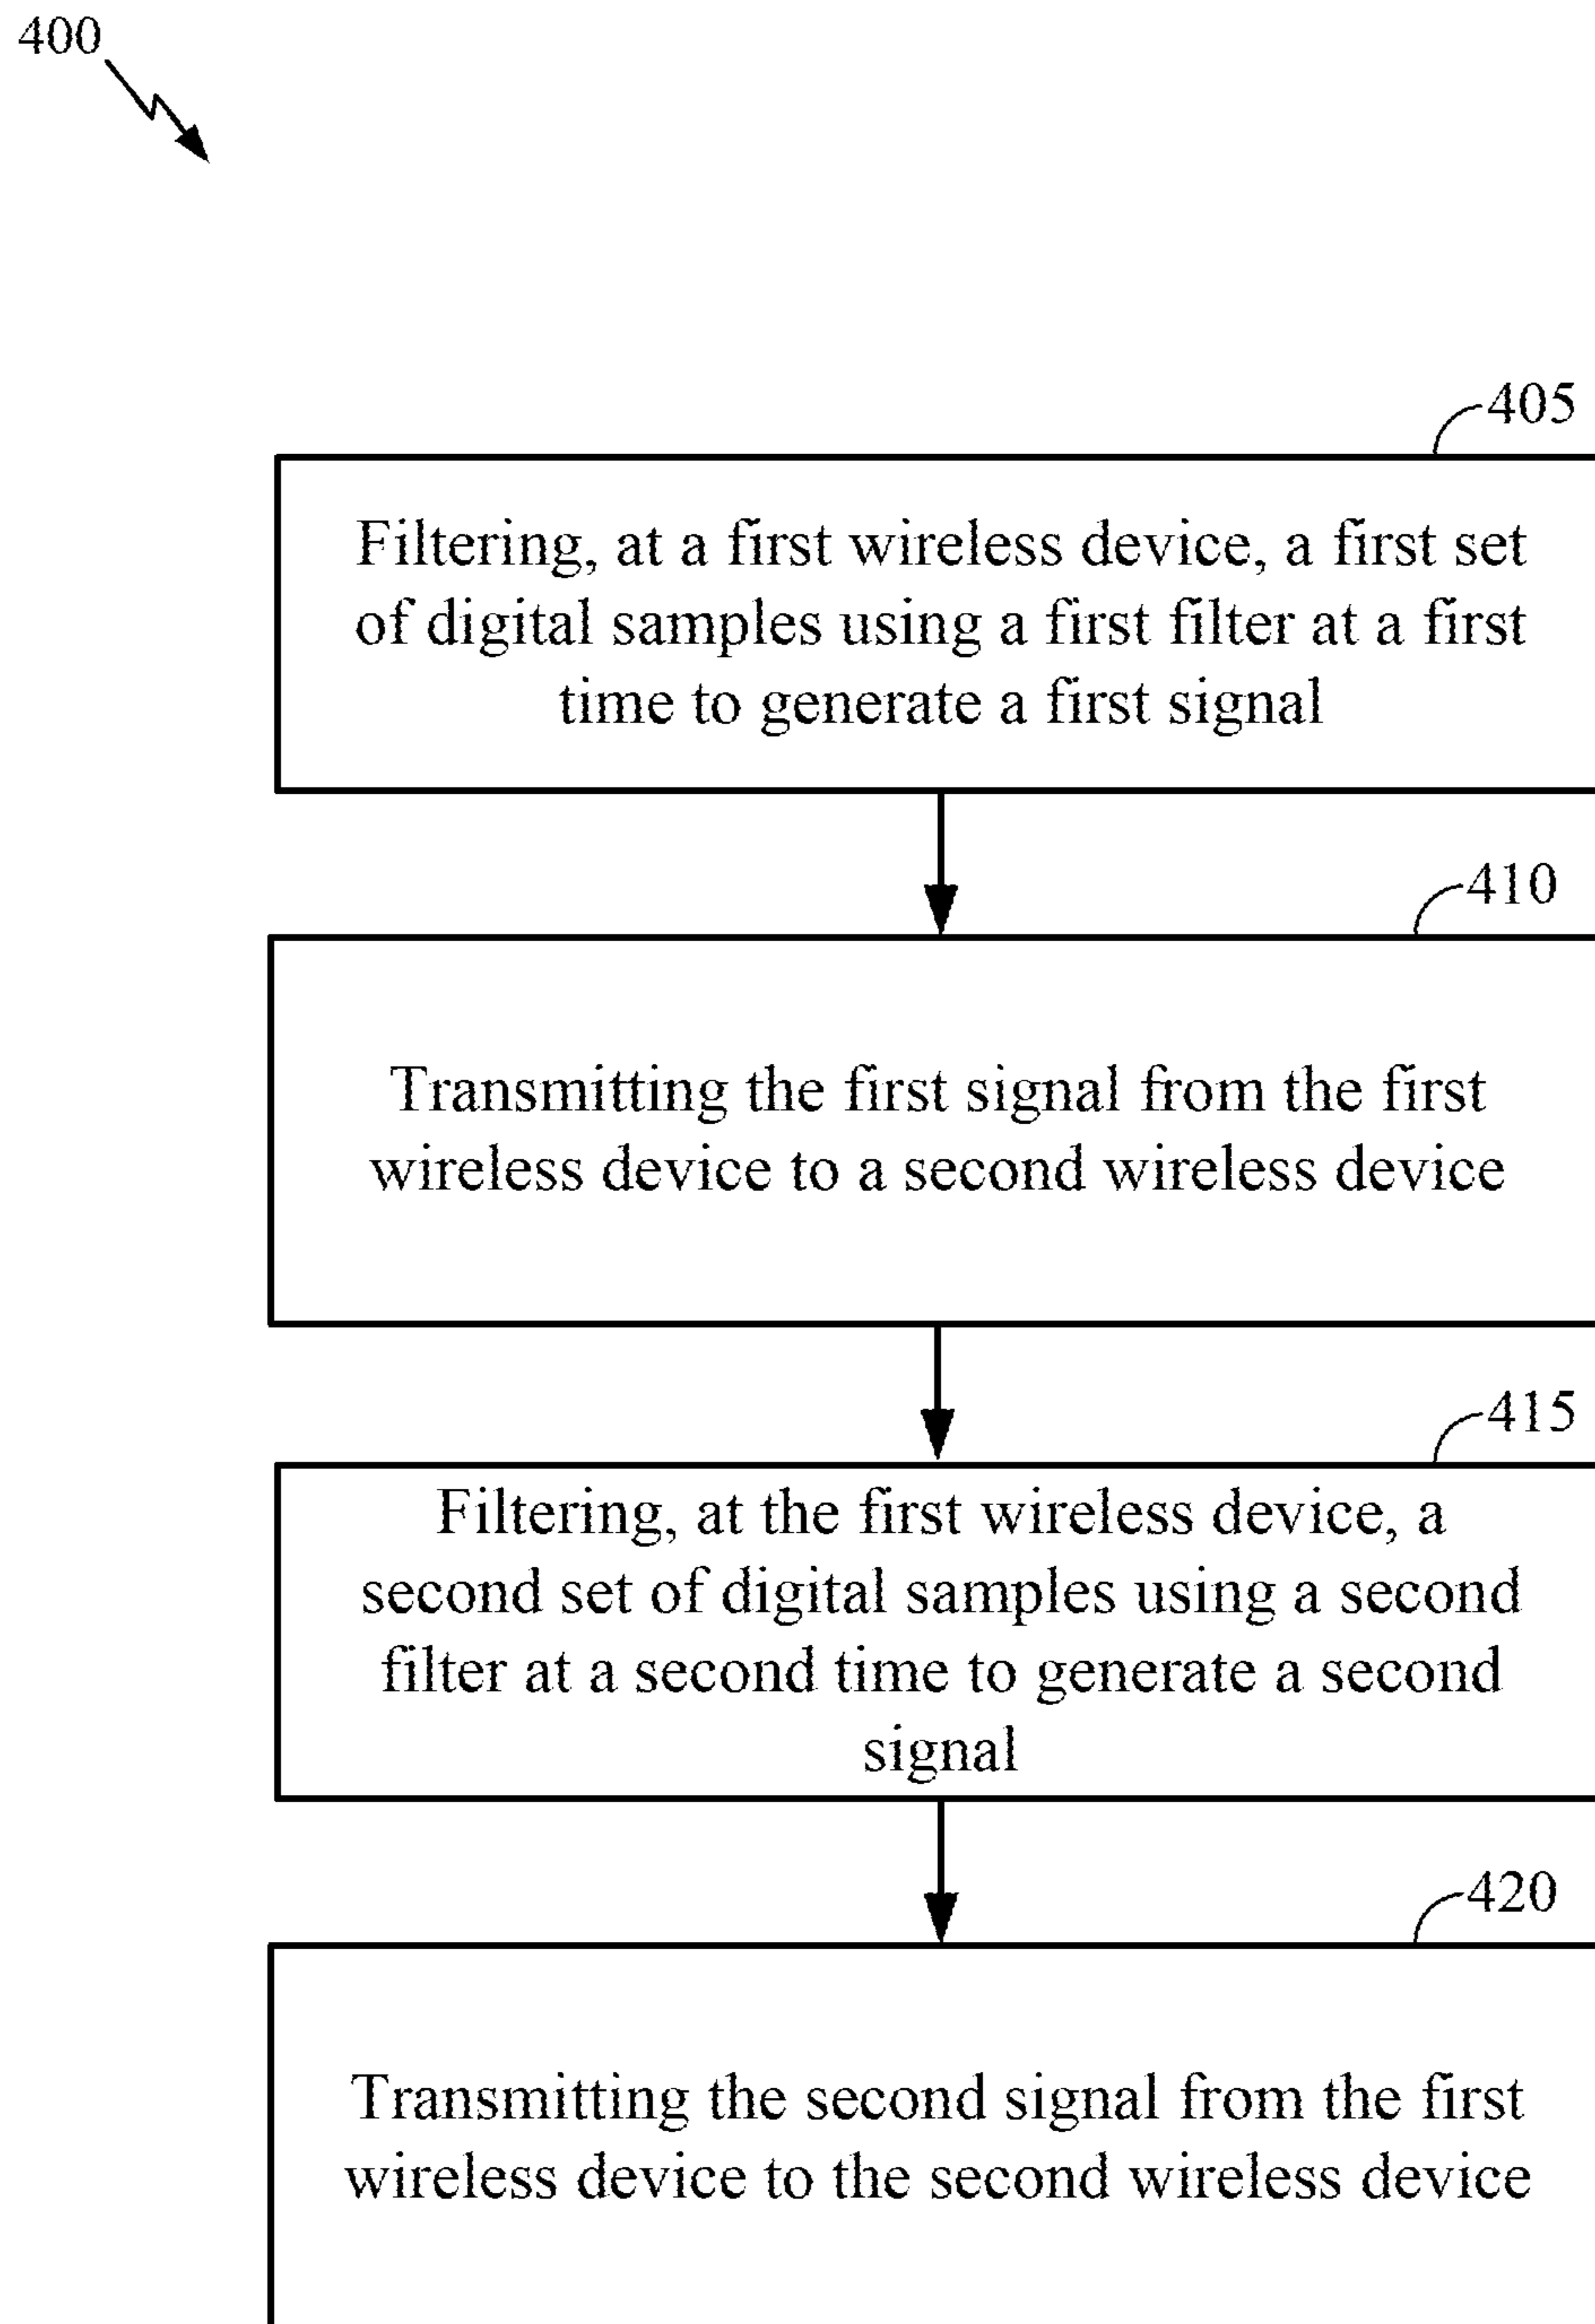 400
405
Filtering, at a first wireless device, a first set
of digital samples using a first filter at a first
time to generate a first signal
410
Transmitting the first signal from the first
wireless device to a second wireless device
415
Filtering, at the first wireless device, a
second set of digital samples using a second
filter at a second time to generate a second
signal
420
Transmitting the second signal from the first
wireless device to the second wireless device